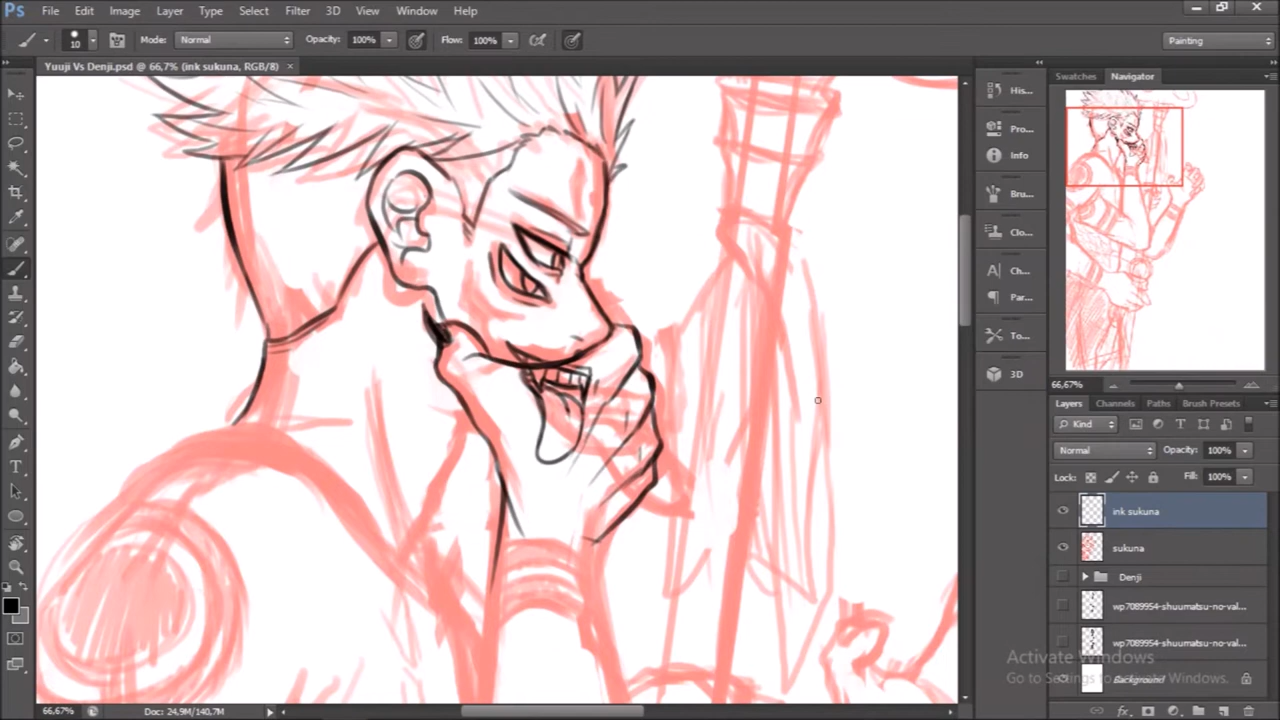 Ps File Edit Image Layer Type Select Filter 3D View Window Help
10 Mode: Normal Opacity: 100% Flow: 100% Painting
Yuuji Vs Denji.psd @ 66,7% (ink sukuna, RGB/8) ×
Swatches Navigator
His...
Pro...
Info
Bru...
Clo...
Ch...
Par...
To...
3D
66,67%
Layers Channels Paths Brush Presets
Kind
Normal Opacity: 100%
Lock: Fill: 100%
ink sukuna
sukuna
Denji
wp7089954-shuumatsu-no-val...
wp7089954-shuumatsu-no-val...
Background
Activate Windows
Go to Settings to activate Windows.
66,67% Doc: 24,9M/140,7M